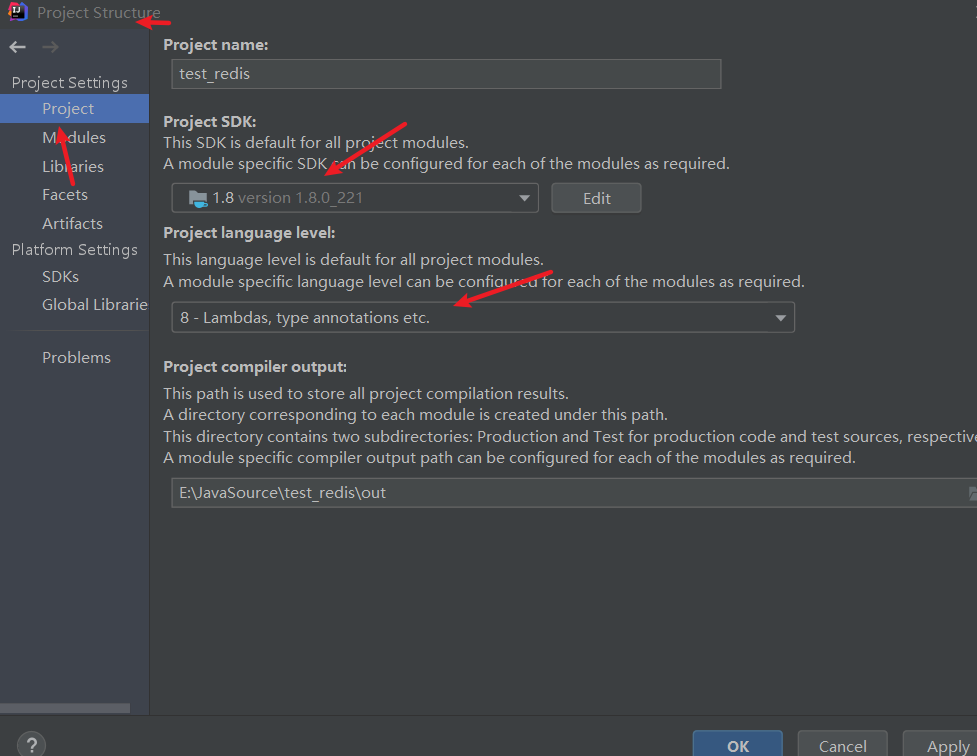 Project Structure
Project Settings
Project
Modules
Libraries
Facets
Artifacts
Platform Settings
SDKs
Global Librarie
Problems
Project name:
test_redis
Project SDK:
This SDK is default for all project modules.
A module specific SDK can be configured for each of the modules as required.
1.8 version 1.8.0_221
Edit
Project language level:
This language level is default for all project modules.
A module specific language level can be configured for each of the modules as required.
8 - Lambdas, type annotations etc.
Project compiler output:
This path is used to store all project compilation results.
A directory corresponding to each module is created under this path.
This directory contains two subdirectories: Production and Test for production code and test sources, respective
A module specific compiler output path can be configured for each of the modules as required.
E:\JavaSource\test_redis\out
?
OK
Cancel
Apply